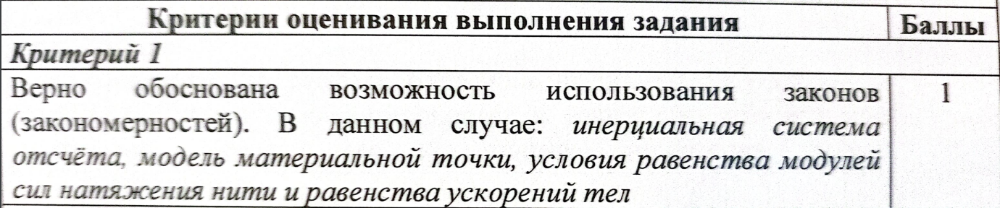 Критерии оценивания выполнения задания Баллы
Критерий 1
Верно обоснована возможность использования законов 1
(закономерностей). В данном случае: инерциальная система
отсчёта, модель материальной точки, условия равенства модулей
сил натяжения нити и равенства ускорений тел